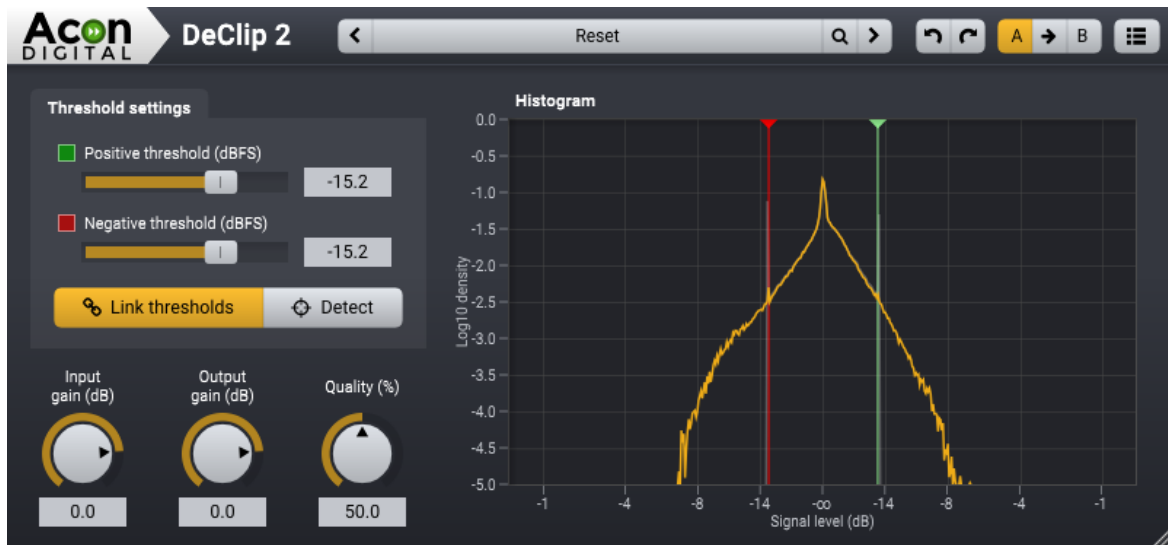 Acon
DIGITAL
DeClip 2
Reset
A
B
Threshold settings
Positive threshold (dBFS)
-15.2
Negative threshold (dBFS)
-15.2
Link thresholds
Detect
Input
gain (dB)
Output
gain (dB)
Quality (%)
0.0
0.0
50.0
Histogram
Log10 density
0.0
-0.5
-1.0
-1.5
-2.0
-2.5
-3.0
-3.5
-4.0
-4.5
-5.0
-1 -4 -8 -14 -oo -14 -8 -4 -1
Signal level (dB)